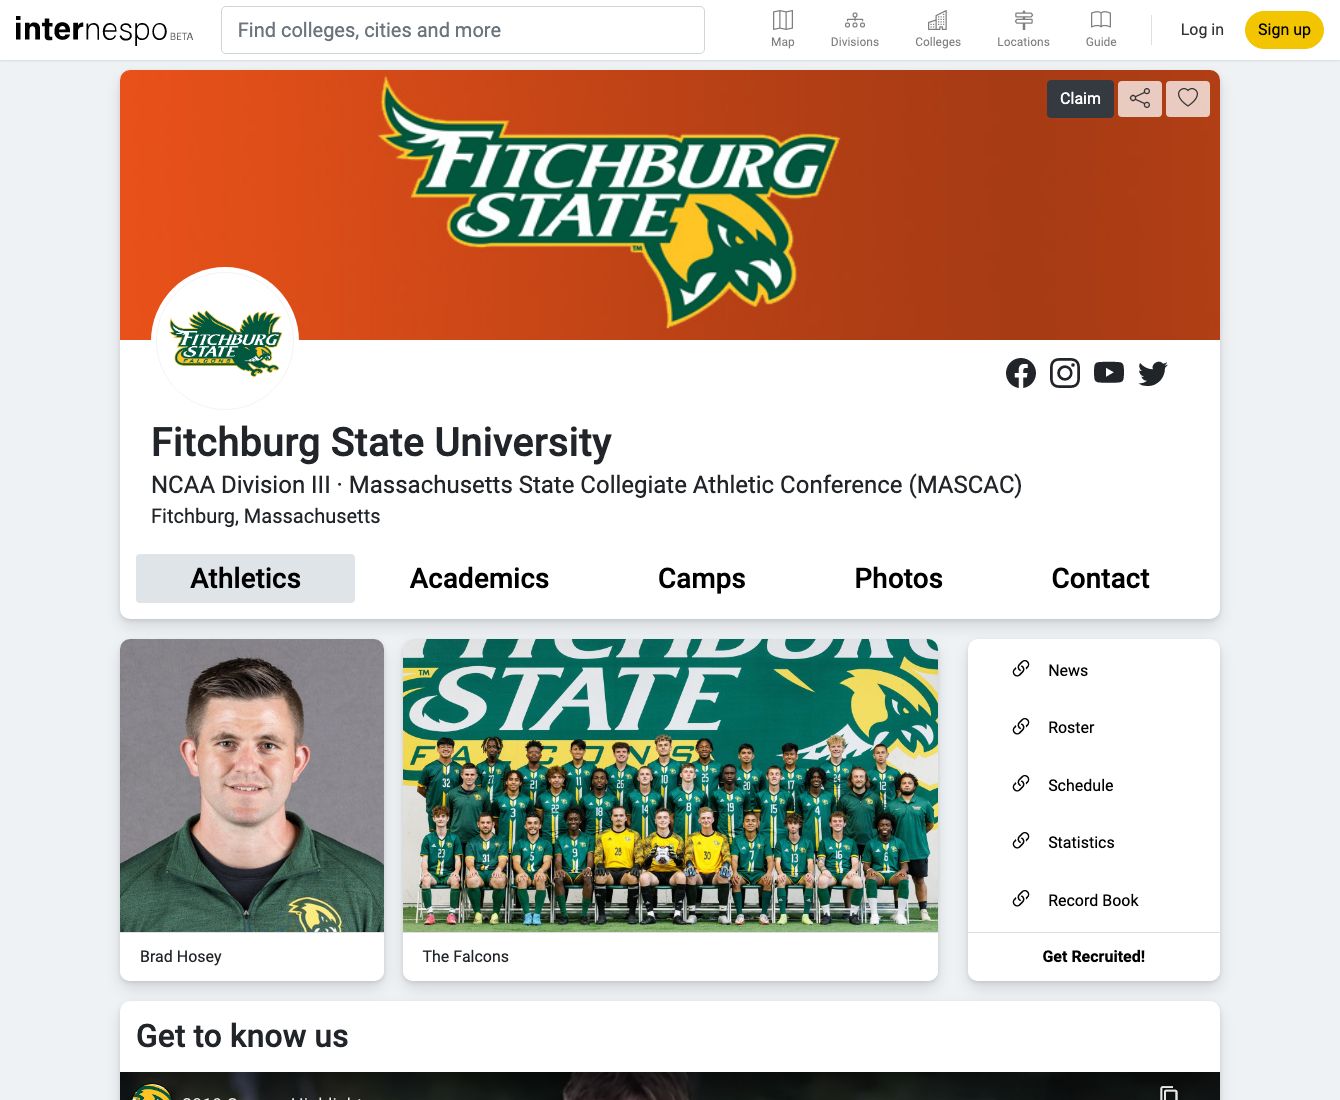 internespo BETA
Find colleges, cities and more
Map
Divisions
Colleges
Locations
Guide
Log in
Sign up
Claim
FITCHBURG
STATE
TM
FITCHBURG
STATE
FALCONS
Fitchburg State University
NCAA Division III · Massachusetts State Collegiate Athletic Conference (MASCAC)
Fitchburg, Massachusetts
Athletics
Academics
Camps
Photos
Contact
FITCHBURG
TM
STATE
FALCONS
Brad Hosey
The Falcons
News
Roster
Schedule
Statistics
Record Book
Get Recruited!
Get to know us